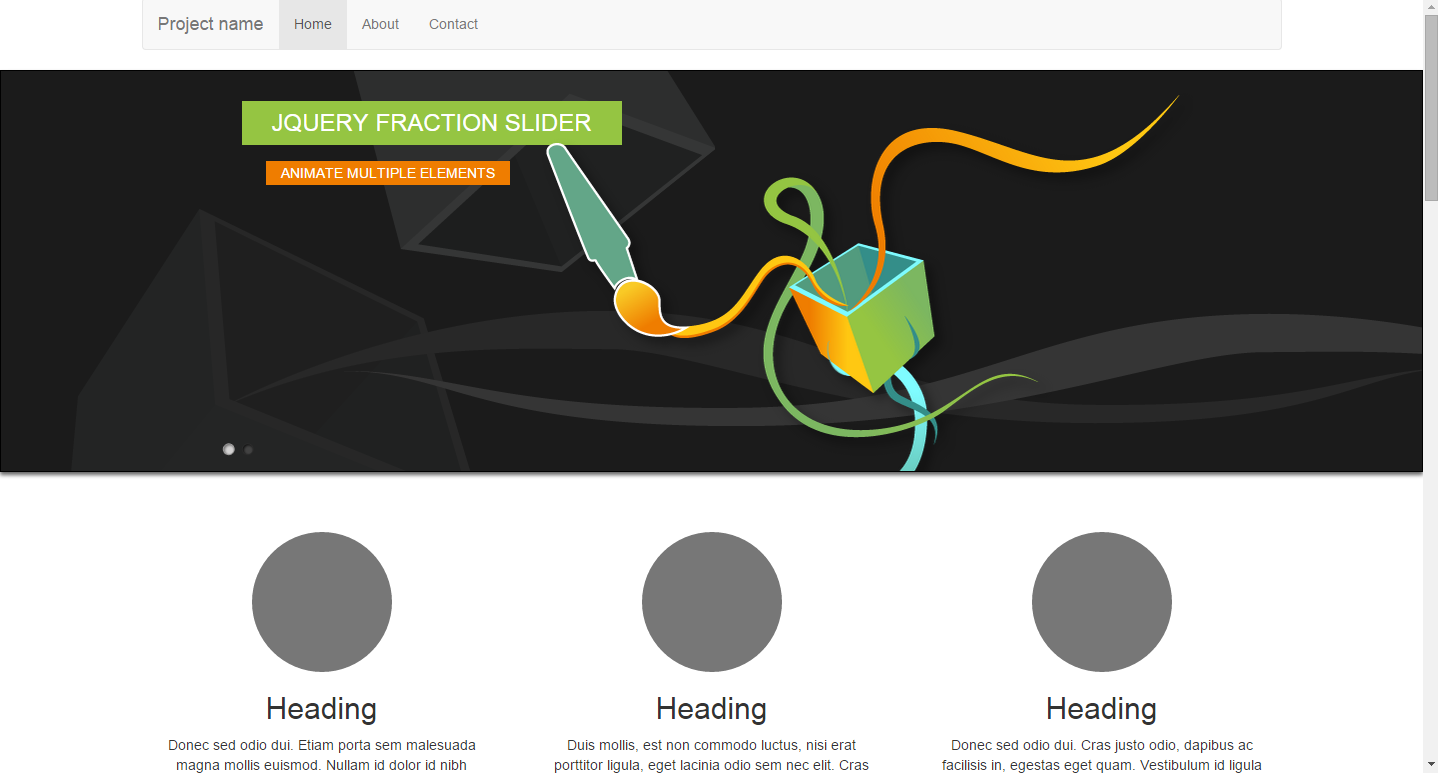 Project name Home About Contact
JQUERY FRACTION SLIDER
ANIMATE MULTIPLE ELEMENTS
Heading
Donec sed odio dui. Etiam porta sem malesuada
magna mollis euismod. Nullam id dolor id nibh
Heading
Duis mollis, est non commodo luctus, nisi erat
porttitor ligula, eget lacinia odio sem nec elit. Cras
Heading
Donec sed odio dui. Cras justo odio, dapibus ac
facilisis in, egestas eget quam. Vestibulum id ligula